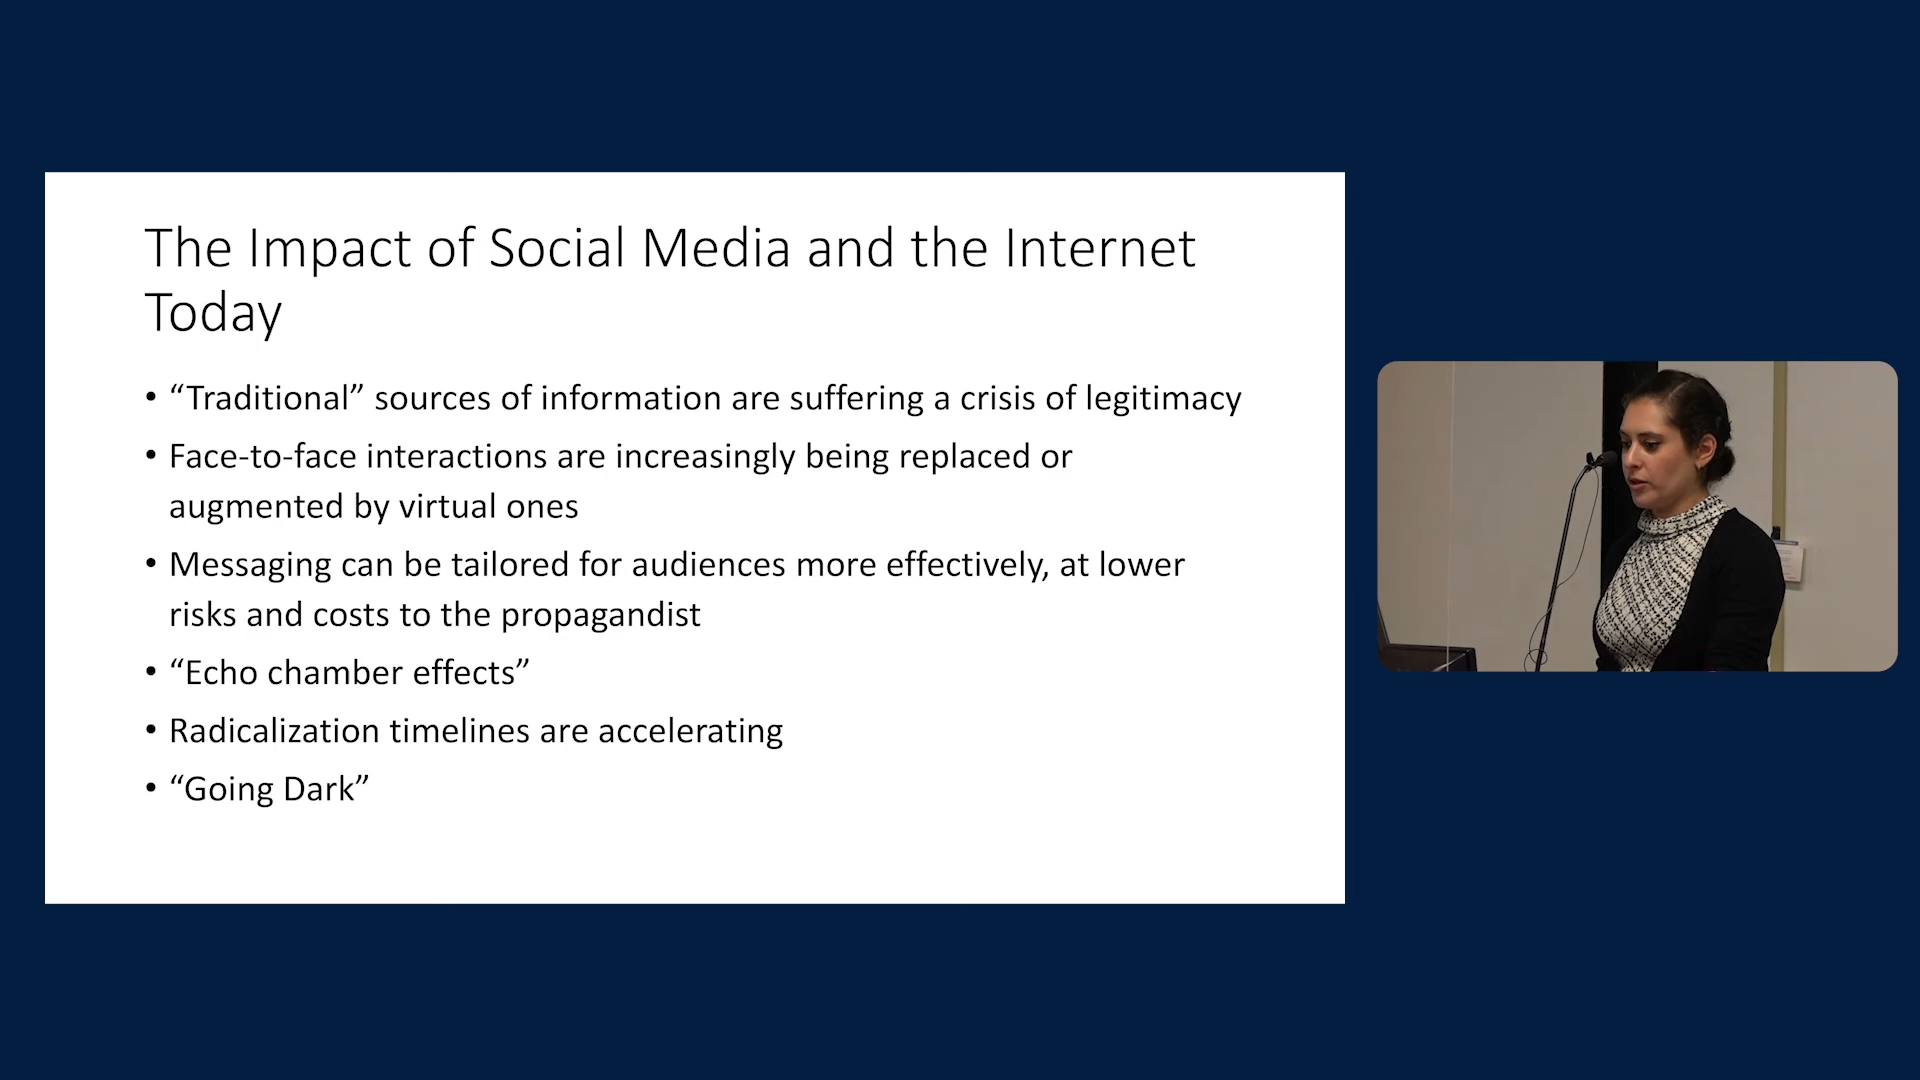 The Impact of Social Media and the Internet
Today
• “Traditional” sources of information are suffering a crisis of legitimacy
• Face-to-face interactions are increasingly being replaced or
augmented by virtual ones
• Messaging can be tailored for audiences more effectively, at lower
risks and costs to the propagandist
• “Echo chamber effects”
• Radicalization timelines are accelerating
• “Going Dark”